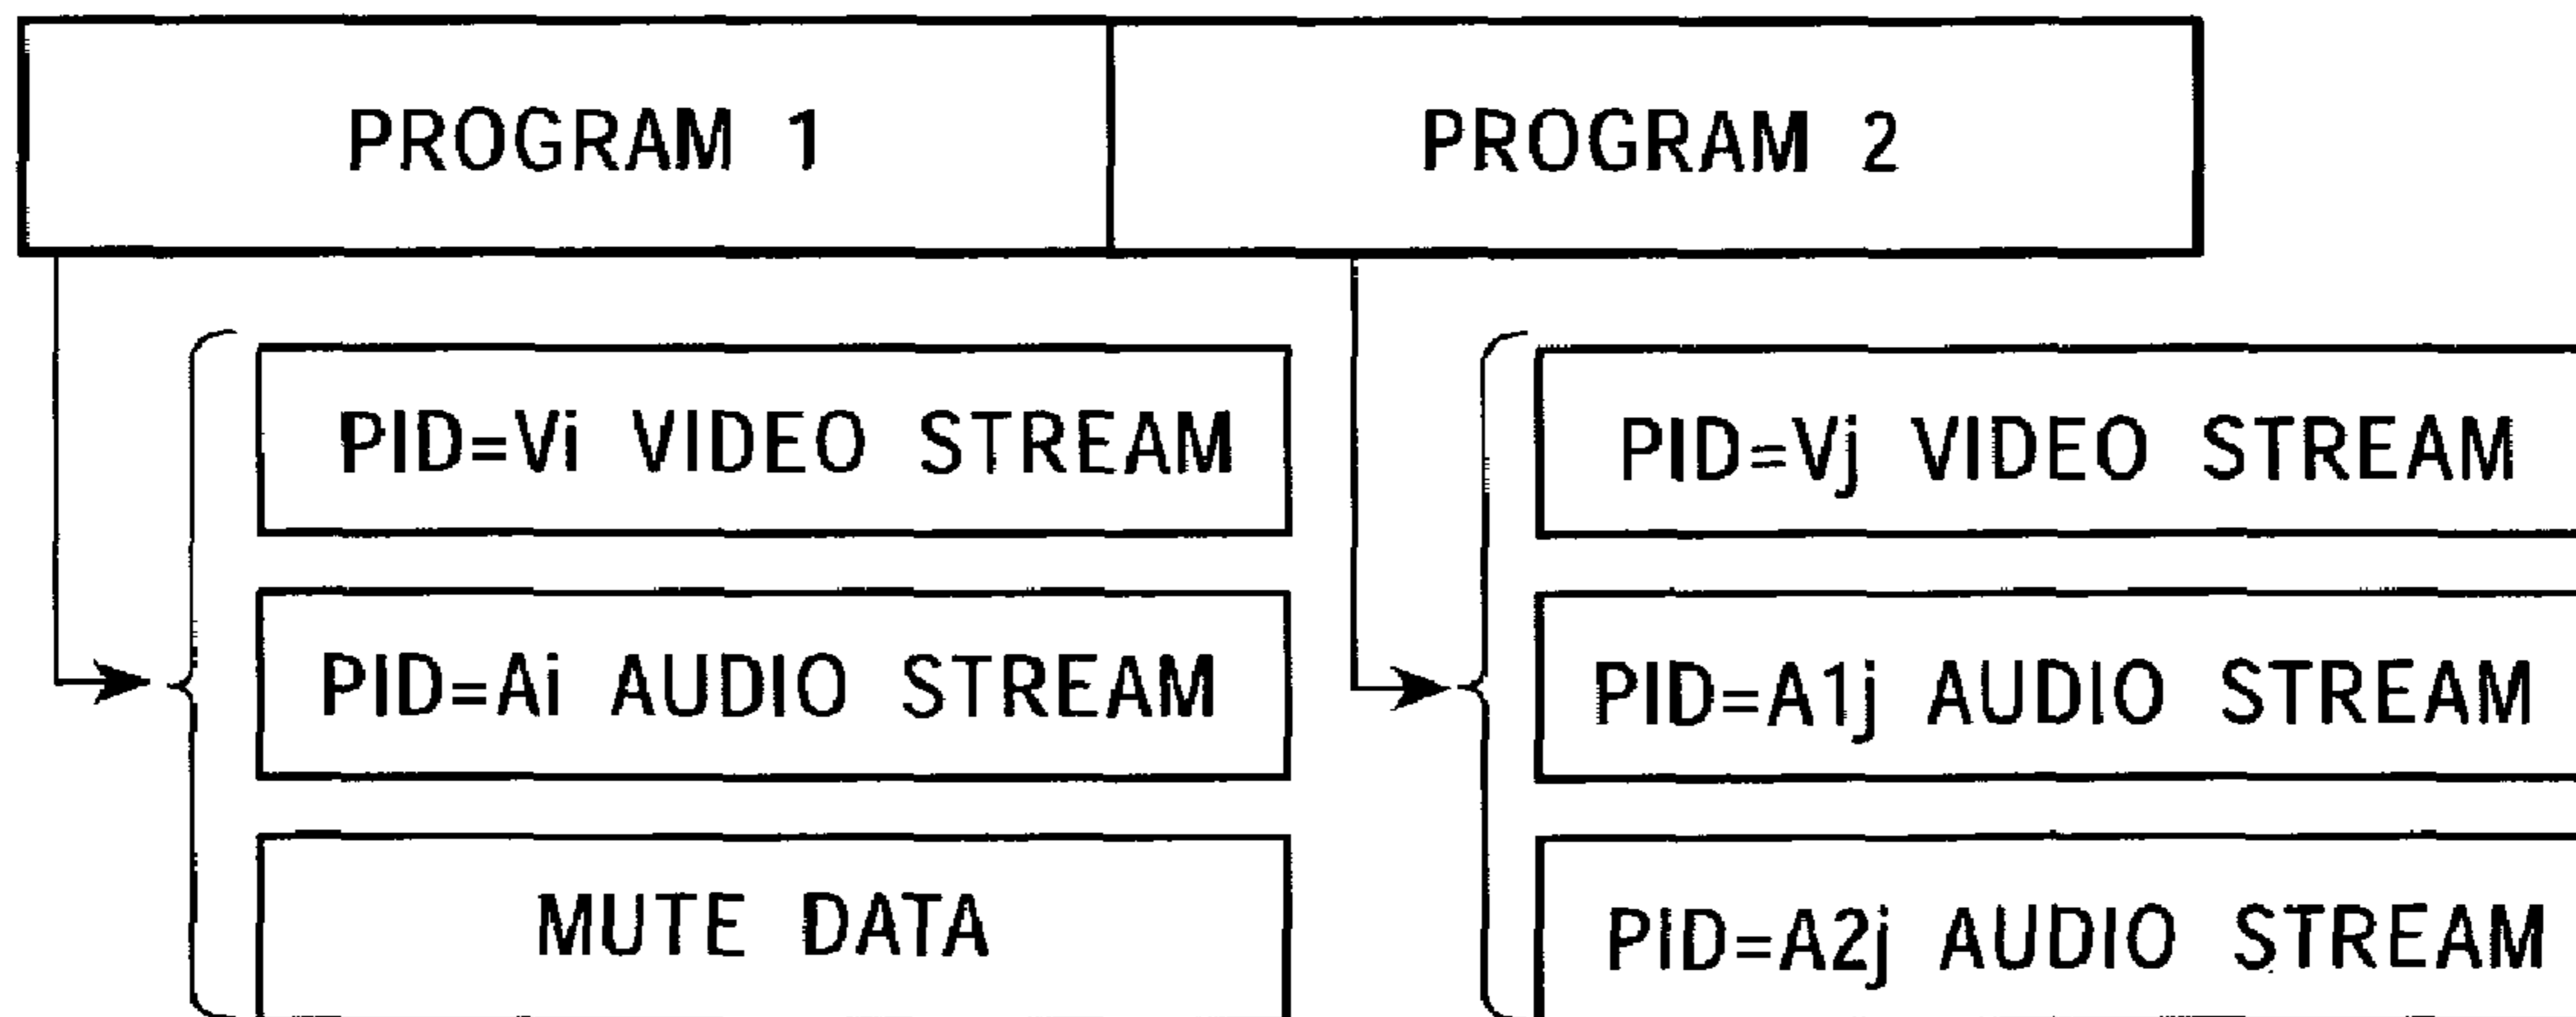 PROGRAM 1
PROGRAM 2
PID=Vi VIDEO STREAM
PID=Ai AUDIO STREAM
MUTE DATA
PID=Vj VIDEO STREAM
PID=A1j AUDIO STREAM
PID=A2j AUDIO STREAM